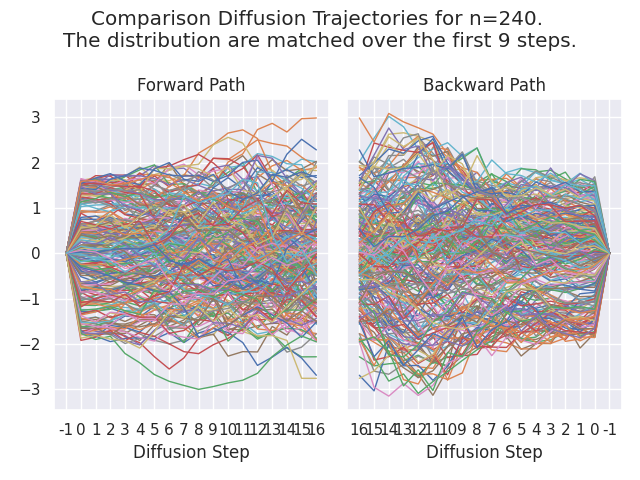 Comparison Diffusion Trajectories for n=240.
The distribution are matched over the first 9 steps.
Forward Path
Backward Path
3
2
1
0
−1
−2
−3
-1 0 1 2 3 4 5 6 7 8 9 10 11 12 13 14 15 16
16 15 14 13 12 11 10 9 8 7 6 5 4 3 2 1 0 -1
Diffusion Step
Diffusion Step